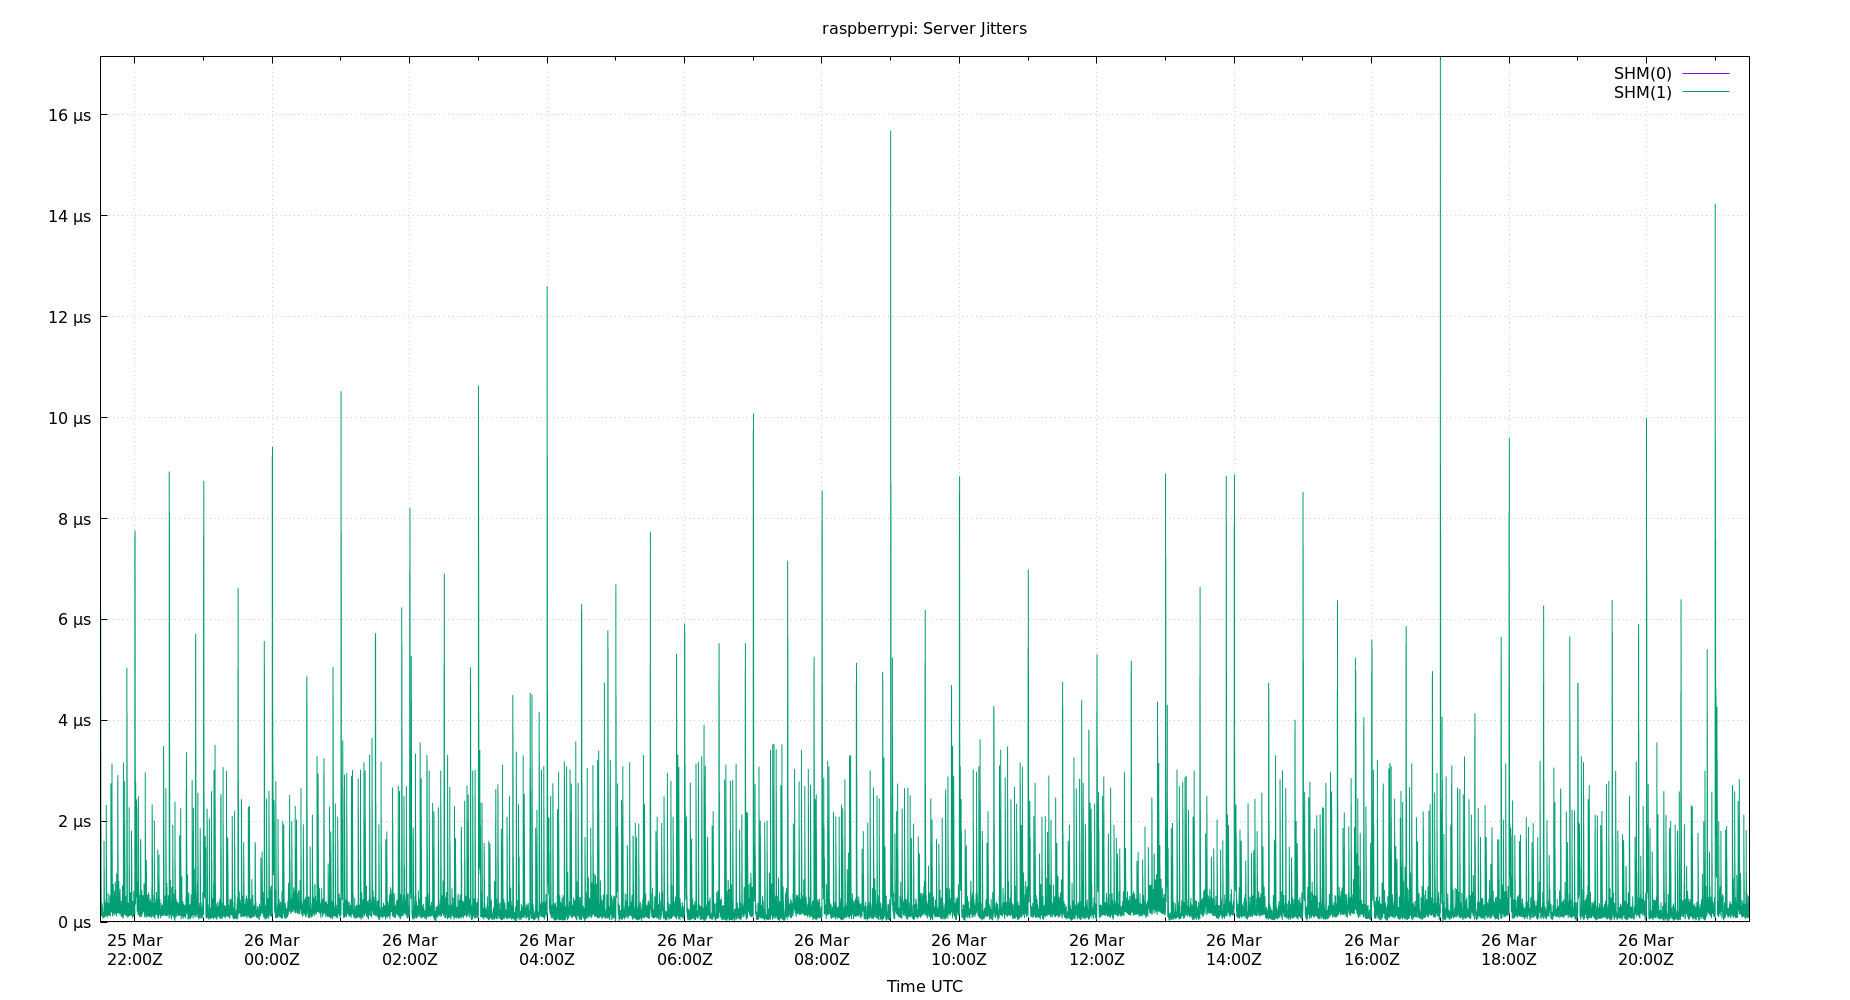 raspberrypi: Server Jitters
SHM(0)
SHM(1)
16 µs
14 µs
12 µs
10 µs
8 µs
6 µs
4 µs
2 µs
0 µs
25 Mar 26 Mar 26 Mar 26 Mar 26 Mar 26 Mar 26 Mar 26 Mar 26 Mar 26 Mar 26 Mar 26 Mar
22:00Z 00:00Z 02:00Z 04:00Z 06:00Z 08:00Z 10:00Z 12:00Z 14:00Z 16:00Z 18:00Z 20:00Z
Time UTC